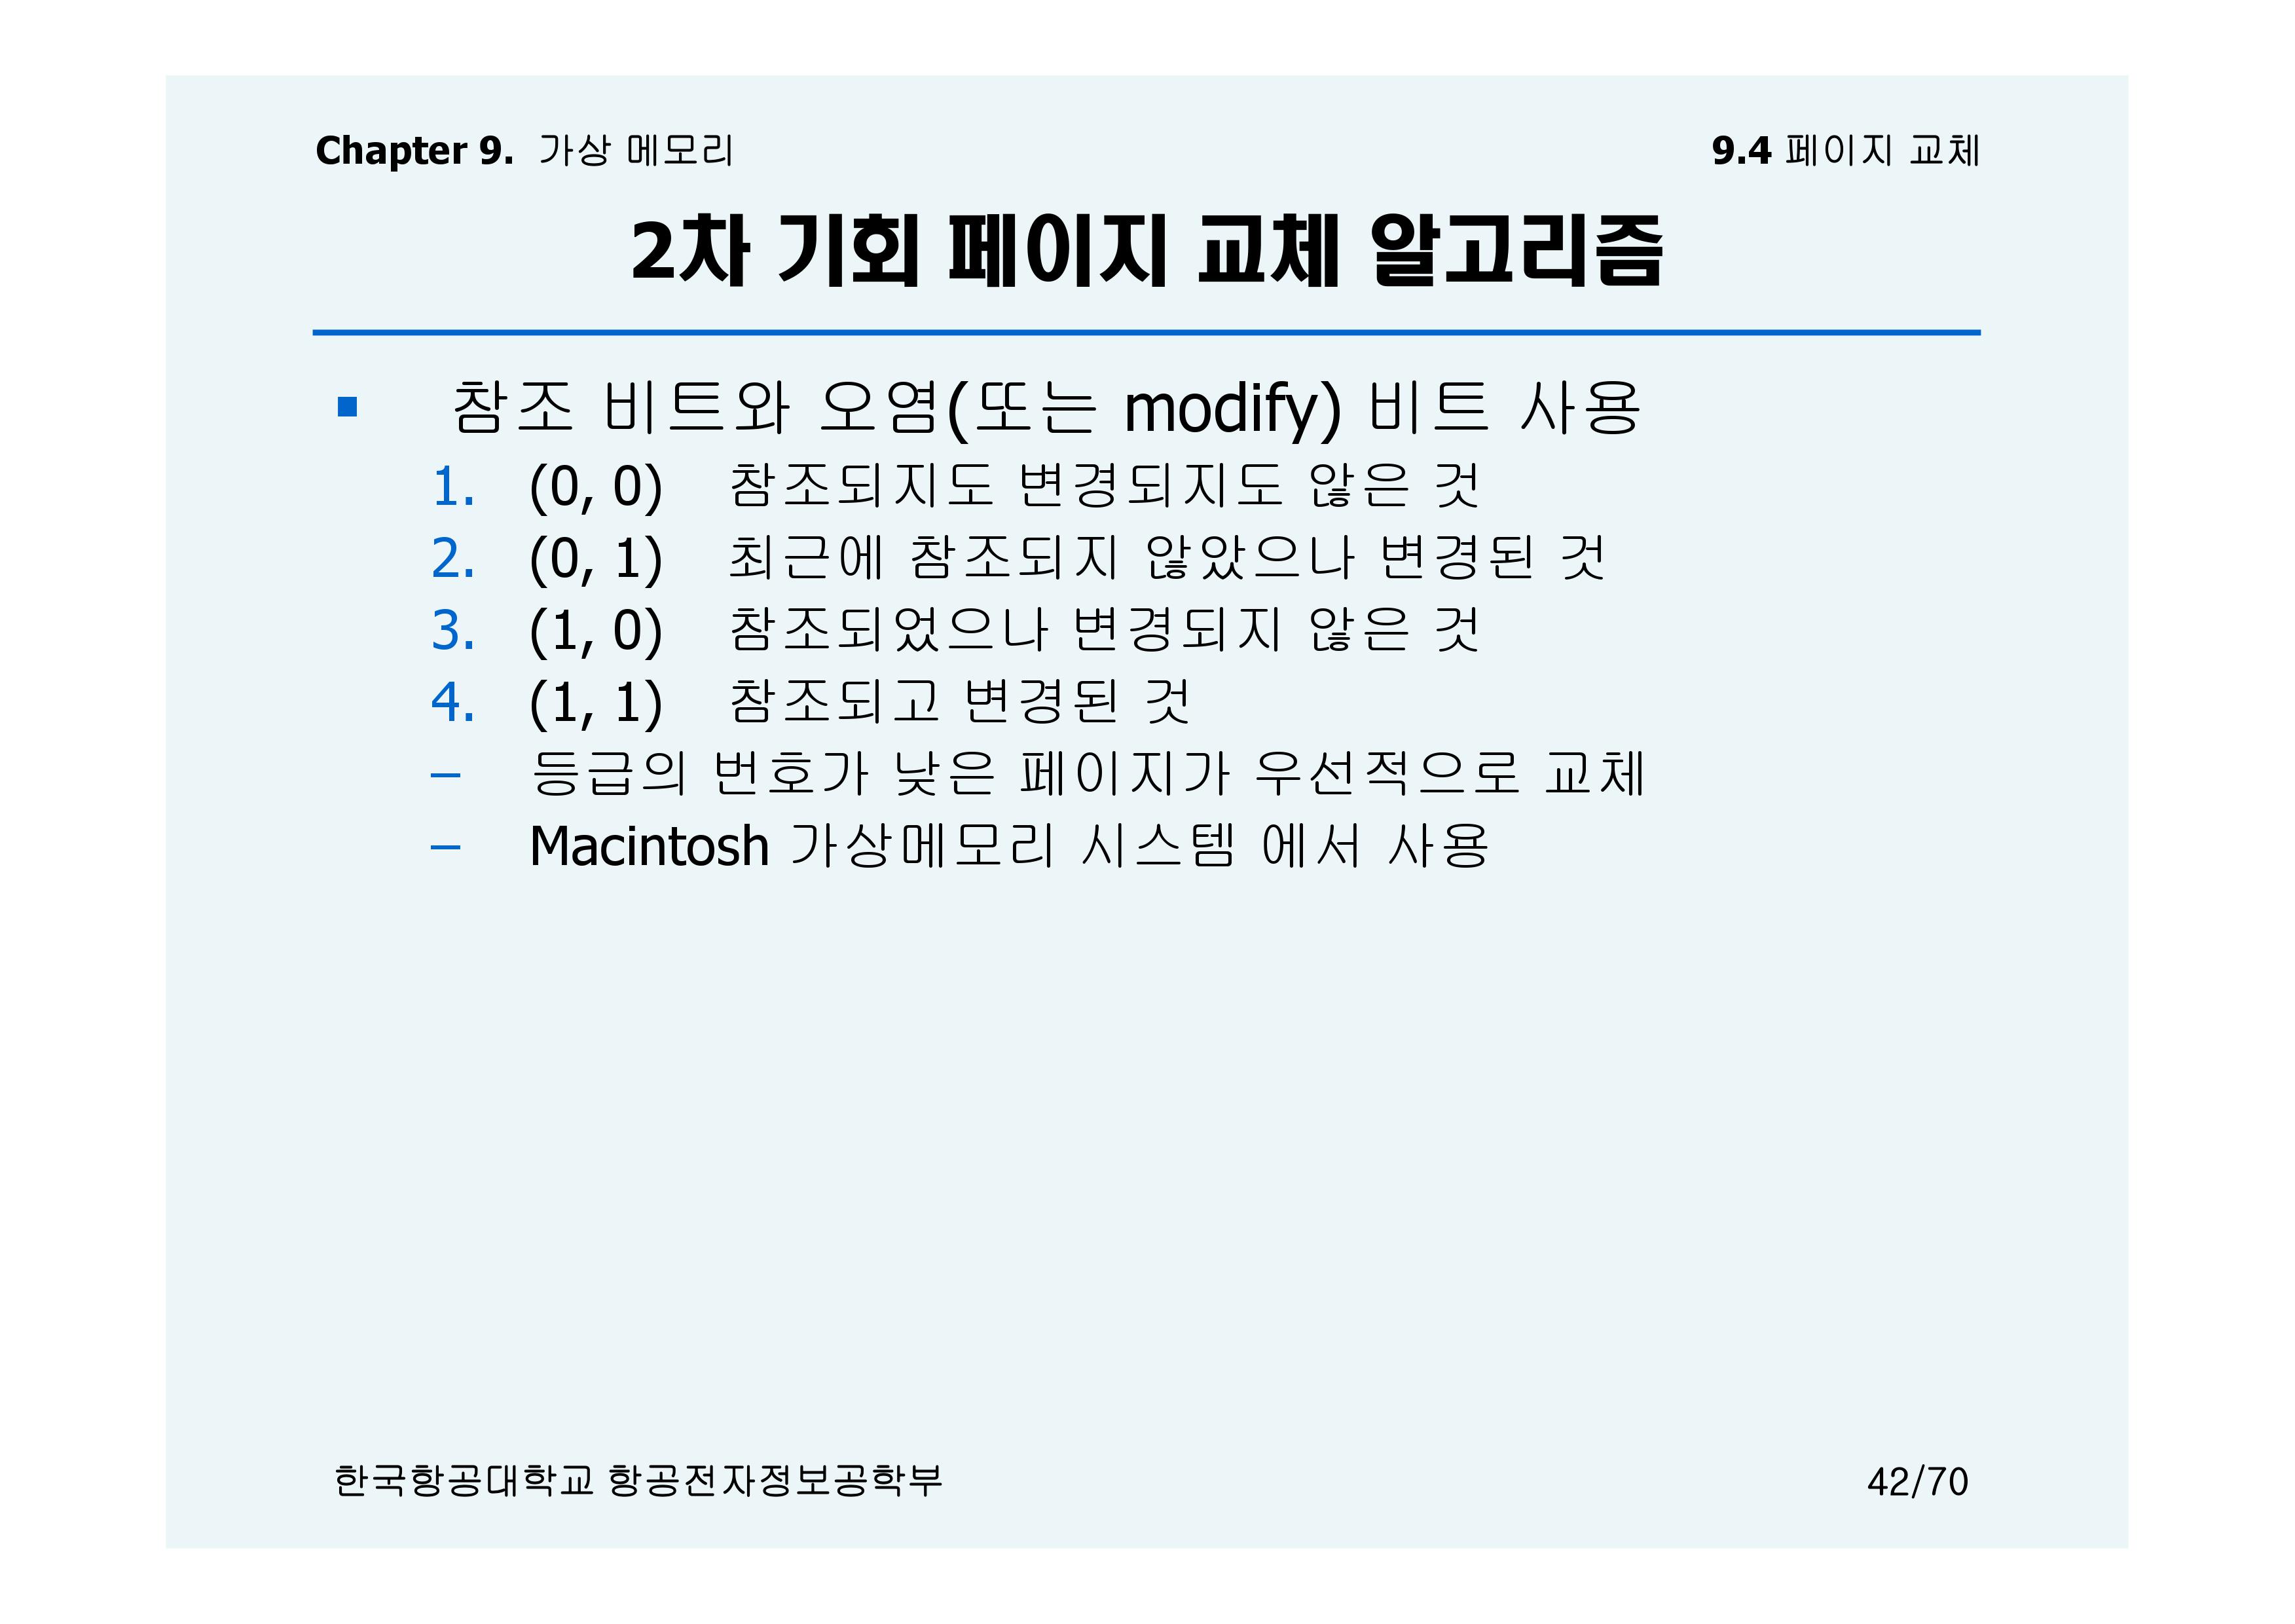 Chapter 9. 가상 메모리
9.4 페이지 교체
2차 기회 페이지 교체 알고리즘
▪ 참조 비트와 오염(또는 modify) 비트 사용
1. (0, 0) 참조되지도 변경되지도 않은 것
2. (0, 1) 최근에 참조되지 않았으나 변경된 것
3. (1, 0) 참조되었으나 변경되지 않은 것
4. (1, 1) 참조되고 변경된 것
– 등급의 번호가 낮은 페이지가 우선적으로 교체
– Macintosh 가상메모리 시스템 에서 사용
한국항공대학교 항공전자정보공학부
42/70